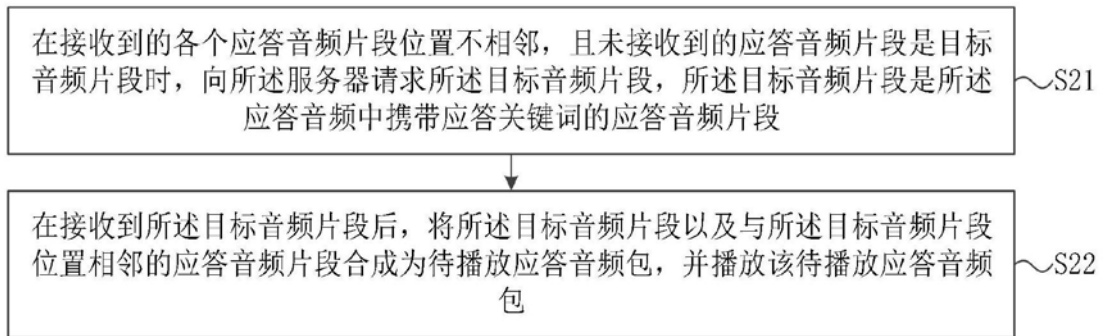 在接收到的各个应答音频片段位置不相邻，且未接收到的应答音频片段是目标
音频片段时，向所述服务器请求所述目标音频片段，所述目标音频片段是所述
应答音频中携带应答关键词的应答音频片段
S21
在接收到所述目标音频片段后，将所述目标音频片段以及与所述目标音频片段
位置相邻的应答音频片段合成为待播放应答音频包，并播放该待播放应答音频
包
S22